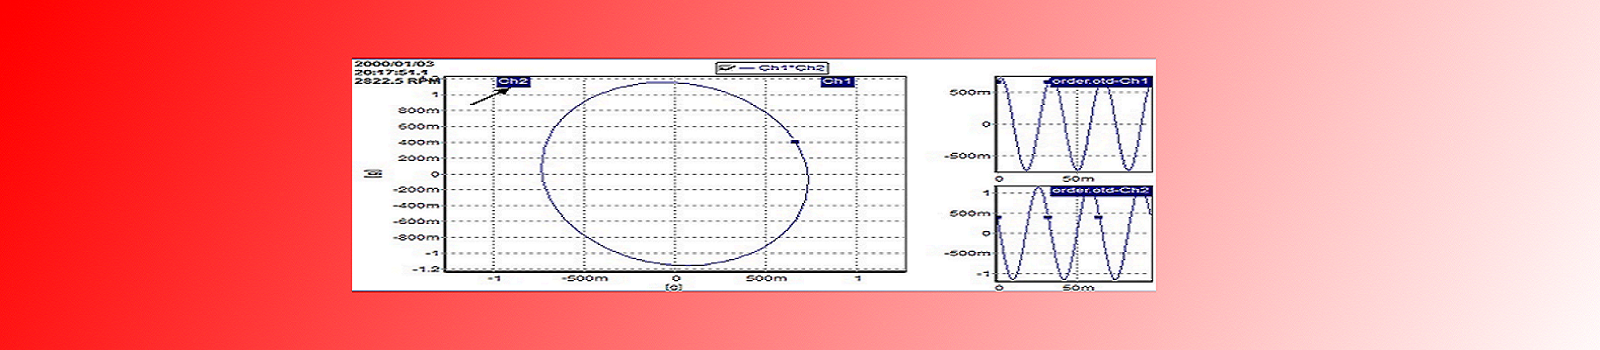 2000/01/03
20:17:51.1
2822.5 RPM
Ch1*Ch2
Ch2
Ch1
1
800m
600m
400m
200m
0
-200m
-400m
-600m
-800m
-1
-1.2
[g]
-1
-500m
0
500m
1
[g]
order.otd-Ch1
500m
0
-500m
0
50m
order.otd-Ch2
1
500m
0
-500m
-1
0
50m